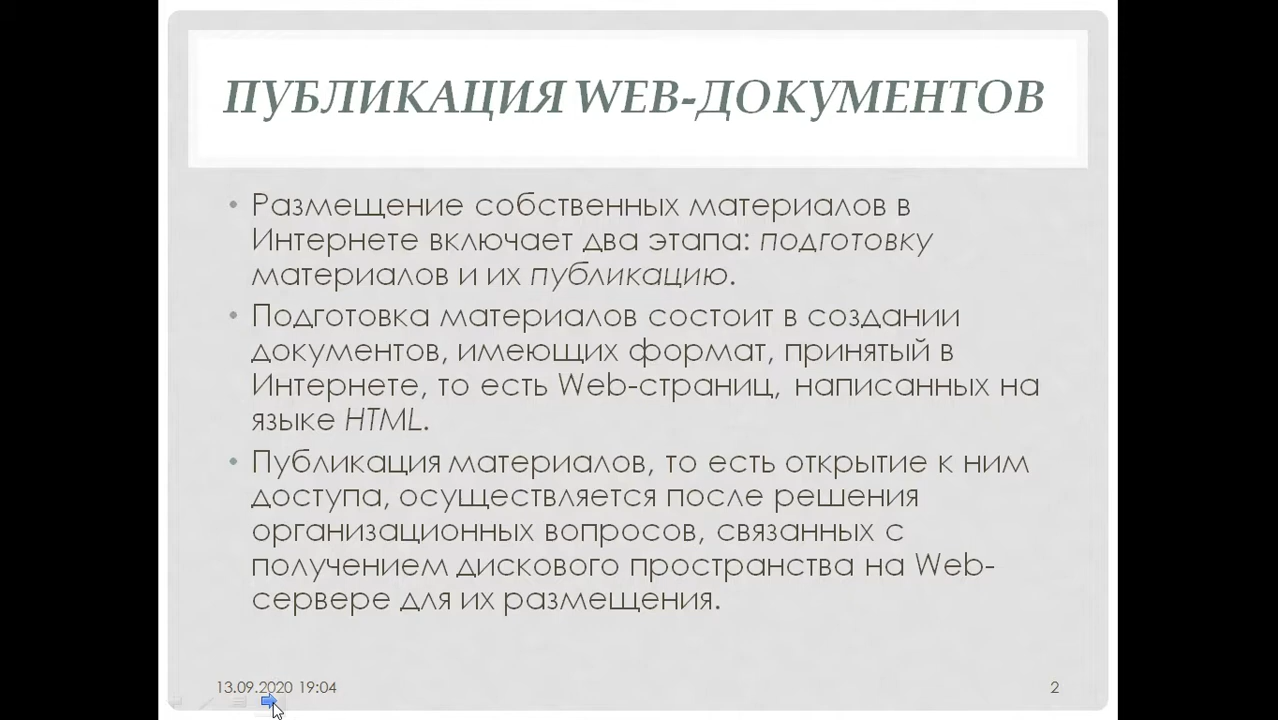 ПУБЛИКАЦИЯ WEB-ДОКУМЕНТОВ
• Размещение собственных материалов в
Интернете включает два этапа: подготовку
материалов и их публикацию.
• Подготовка материалов состоит в создании
документов, имеющих формат, принятый в
Интернете, то есть Web-страниц, написанных на
языке HTML.
• Публикация материалов, то есть открытие к ним
доступа, осуществляется после решения
организационных вопросов, связанных с
получением дискового пространства на Web-
сервере для их размещения.
13.09.2020 19:04
2